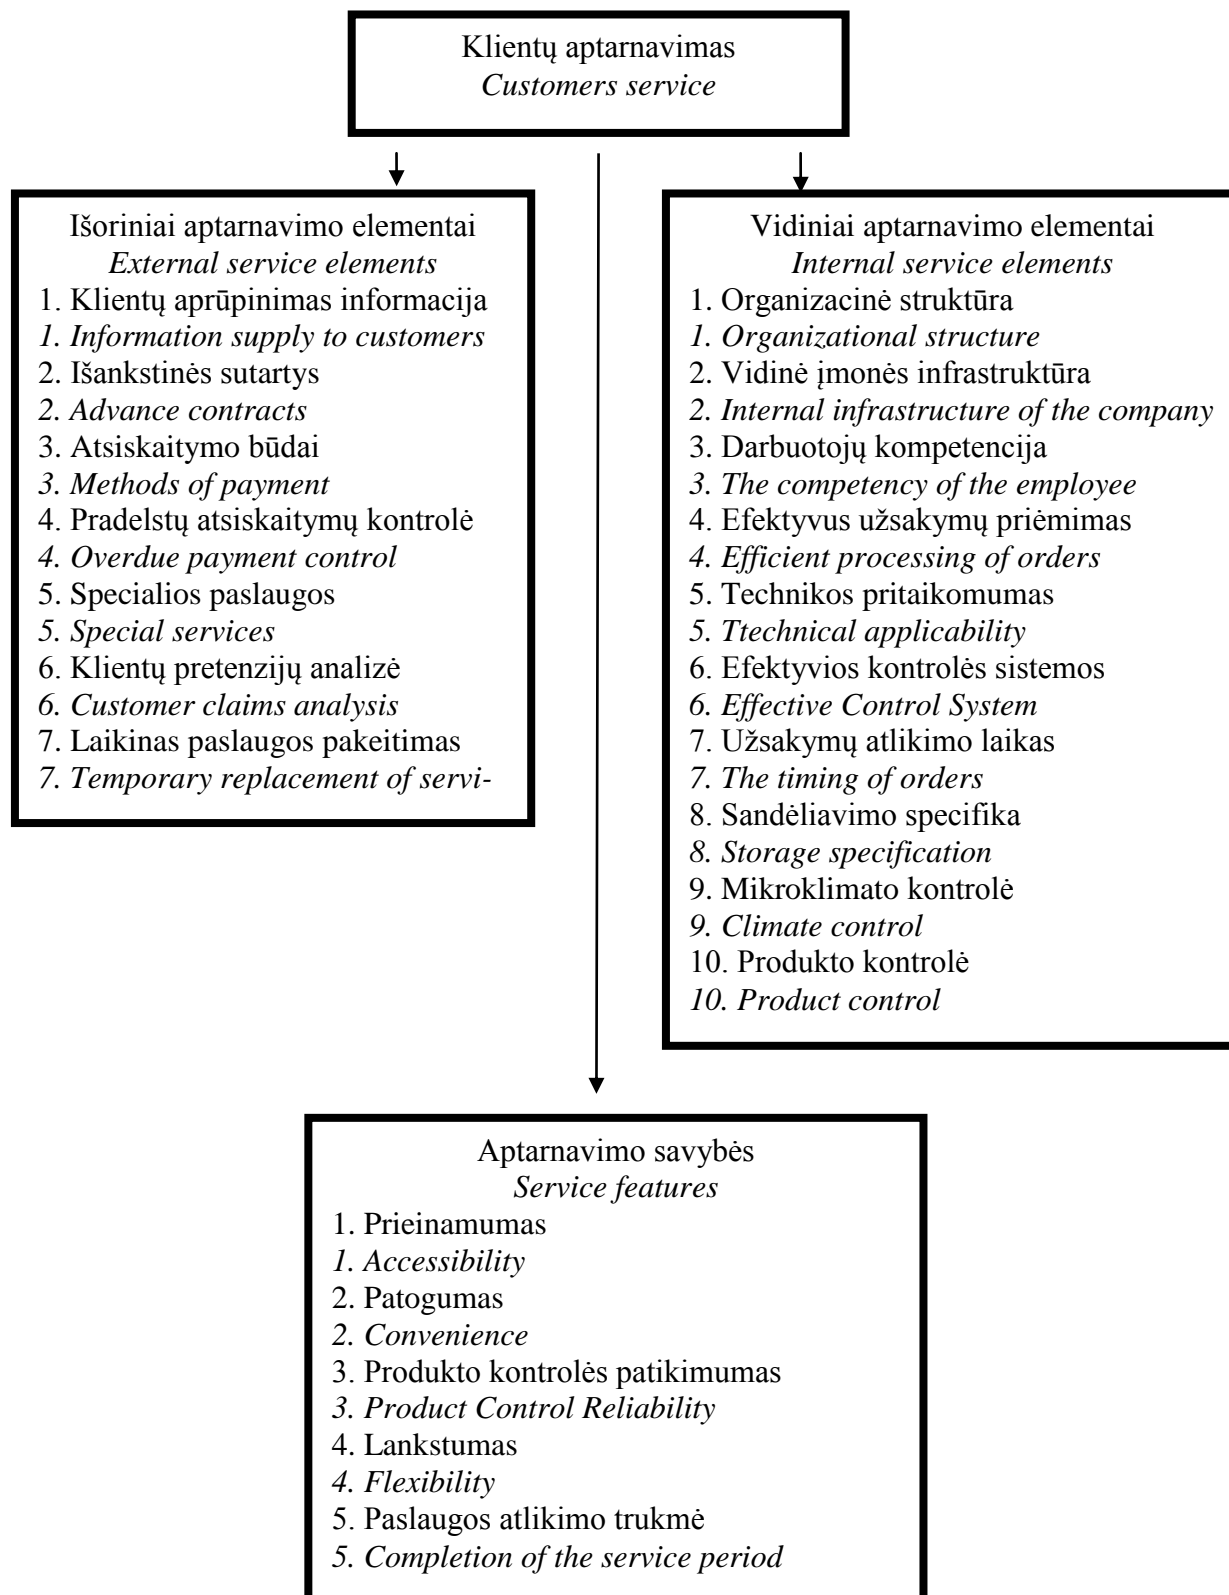 Klientų aptarnavimas
Customers service
Išoriniai aptarnavimo elementai
External service elements
1. Klientų aprūpinimas informacija
1. Information supply to customers
2. Išankstinės sutartys
2. Advance contracts
3. Atsiskaitymo būdai
3. Methods of payment
4. Pradelstų atsiskaitymų kontrolė
4. Overdue payment control
5. Specialios paslaugos
5. Special services
6. Klientų pretenzijų analizė
6. Customer claims analysis
7. Laikinas paslaugos pakeitimas
7. Temporary replacement of servi-
Vidiniai aptarnavimo elementai
Internal service elements
1. Organizacinė struktūra
1. Organizational structure
2. Vidinė įmonės infrastruktūra
2. Internal infrastructure of the company
3. Darbuotojų kompetencija
3. The competency of the employee
4. Efektyvus užsakymų priėmimas
4. Efficient processing of orders
5. Technikos pritaikomumas
5. Ttechnical applicability
6. Efektyvios kontrolės sistemos
6. Effective Control System
7. Užsakymų atlikimo laikas
7. The timing of orders
8. Sandėliavimo specifika
8. Storage specification
9. Mikroklimato kontrolė
9. Climate control
10. Produkto kontrolė
10. Product control
Aptarnavimo savybės
Service features
1. Prieinamumas
1. Accessibility
2. Patogumas
2. Convenience
3. Produkto kontrolės patikimumas
3. Product Control Reliability
4. Lankstumas
4. Flexibility
5. Paslaugos atlikimo trukmė
5. Completion of the service period